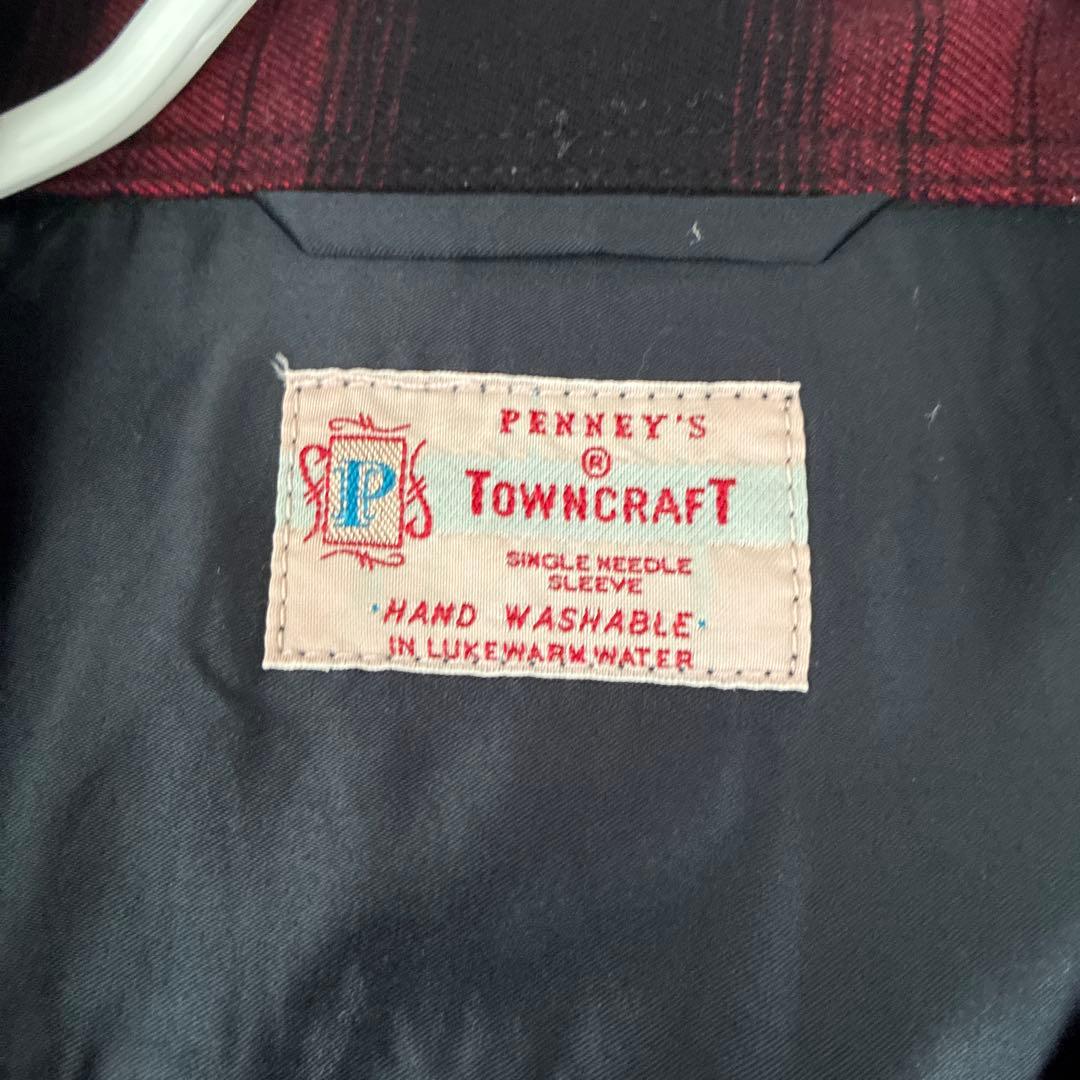 P
PENNEY'S
®
TOWNCRAFT
SINGLE NEEDLE
SLEEVE
HAND WASHABLE
IN LUKEWARM WATER